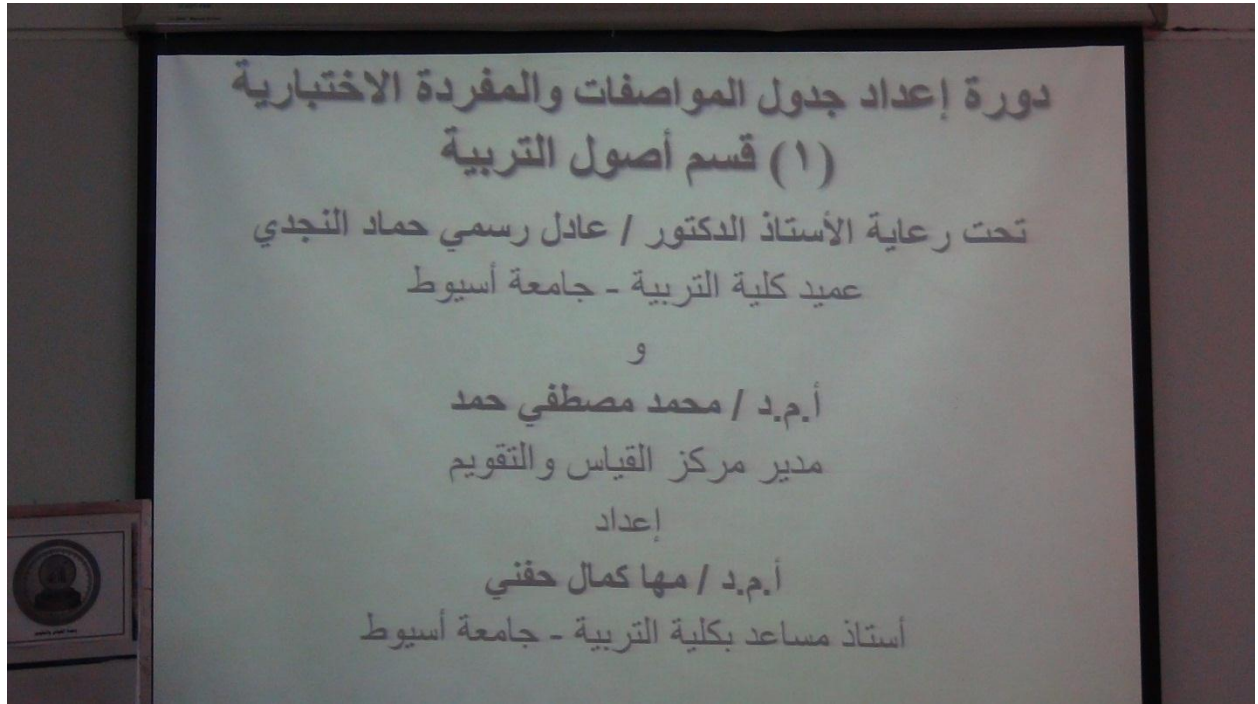 دورة إعداد جدول المواصفات والمفردة الاختبارية
(١) قسم أصول التربية
تحت رعاية الأستاذ الدكتور / عادل رسمي حماد النجدي
عميد كلية التربية - جامعة أسيوط
و
أ.م.د / محمد مصطفي حمد
مدير مركز القياس والتقويم
إعداد
أ.م.د / مها كمال حفني
أستاذ مساعد بكلية التربية - جامعة أسيوط